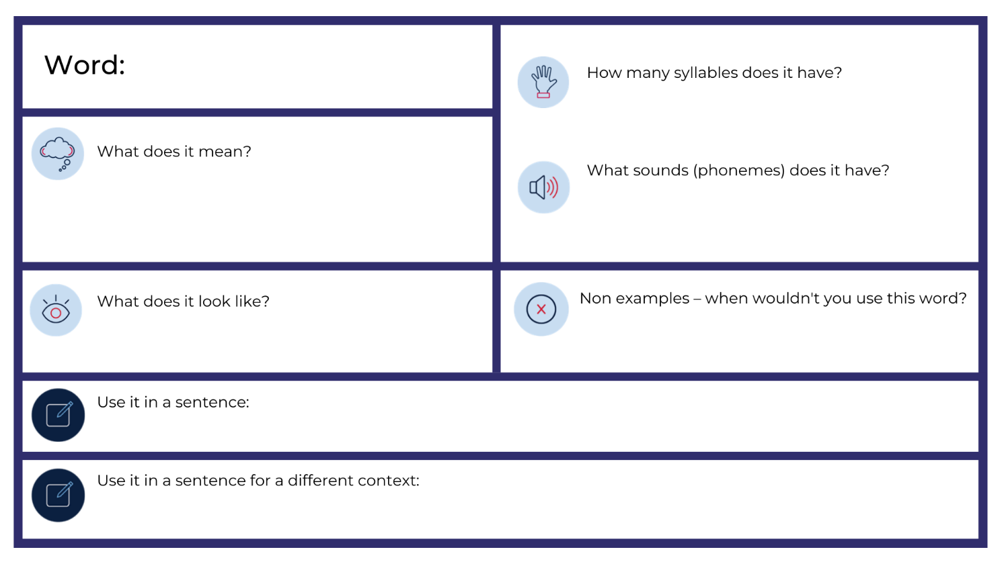 Word:
How many syllables does it have?
What does it mean?
What sounds (phonemes) does it have?
What does it look like?
Non examples – when wouldn't you use this word?
Use it in a sentence:
Use it in a sentence for a different context: